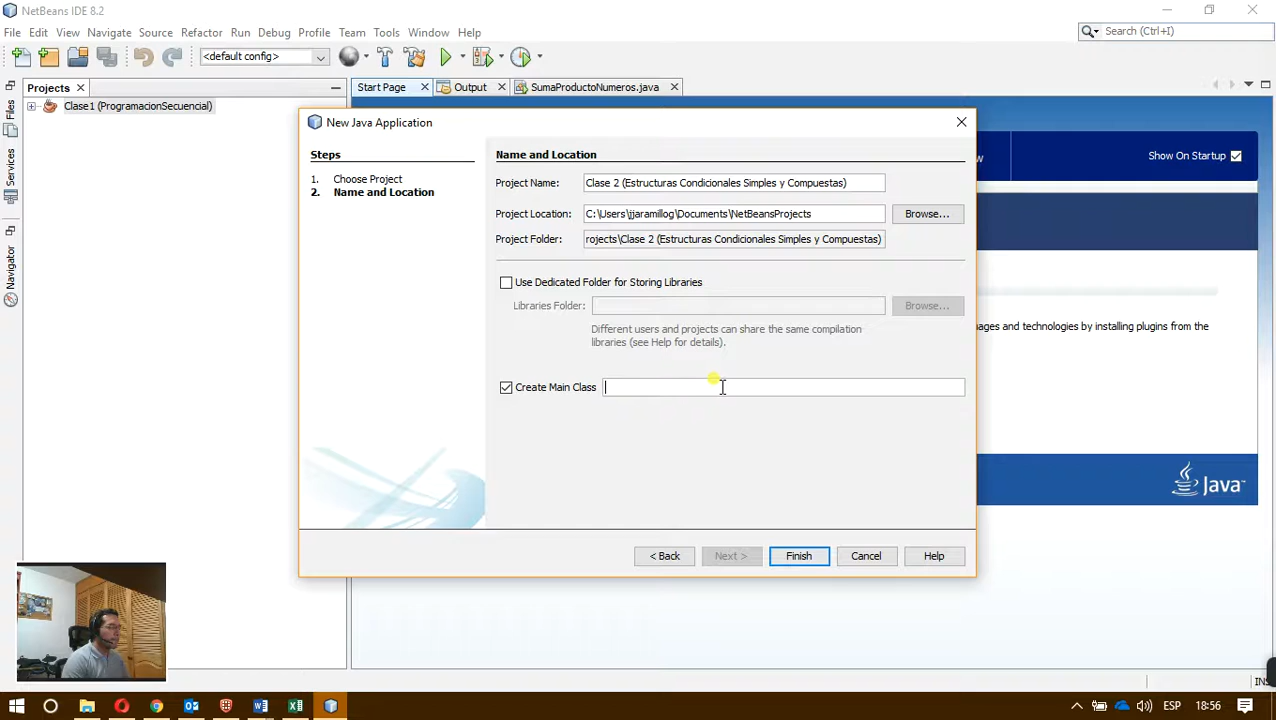 NetBeans IDE 8.2
File Edit View Navigate Source Refactor Run Debug Profile Team Tools Window Help
Search (Ctrl+I)
<default config>
Projects
Start Page
Output
SumaProductoNumeros.java
Files
Services
Navigator
Clase1 (ProgramacionSecuencial)
New Java Application
Steps
1. Choose Project
2. Name and Location
Name and Location
Project Name: Clase 2 (Estructuras Condicionales Simples y Compuestas)
Project Location: C:\Users\jjaramillog\Documents\NetBeansProjects Browse...
Project Folder: rojects\Clase 2 (Estructuras Condicionales Simples y Compuestas)
Use Dedicated Folder for Storing Libraries
Libraries Folder: Browse...
Different users and projects can share the same compilation
libraries (see Help for details).
Create Main Class
< Back Next > Finish Cancel Help
Show On Startup
ages and technologies by installing plugins from the
Java™
INS
ESP 18:56